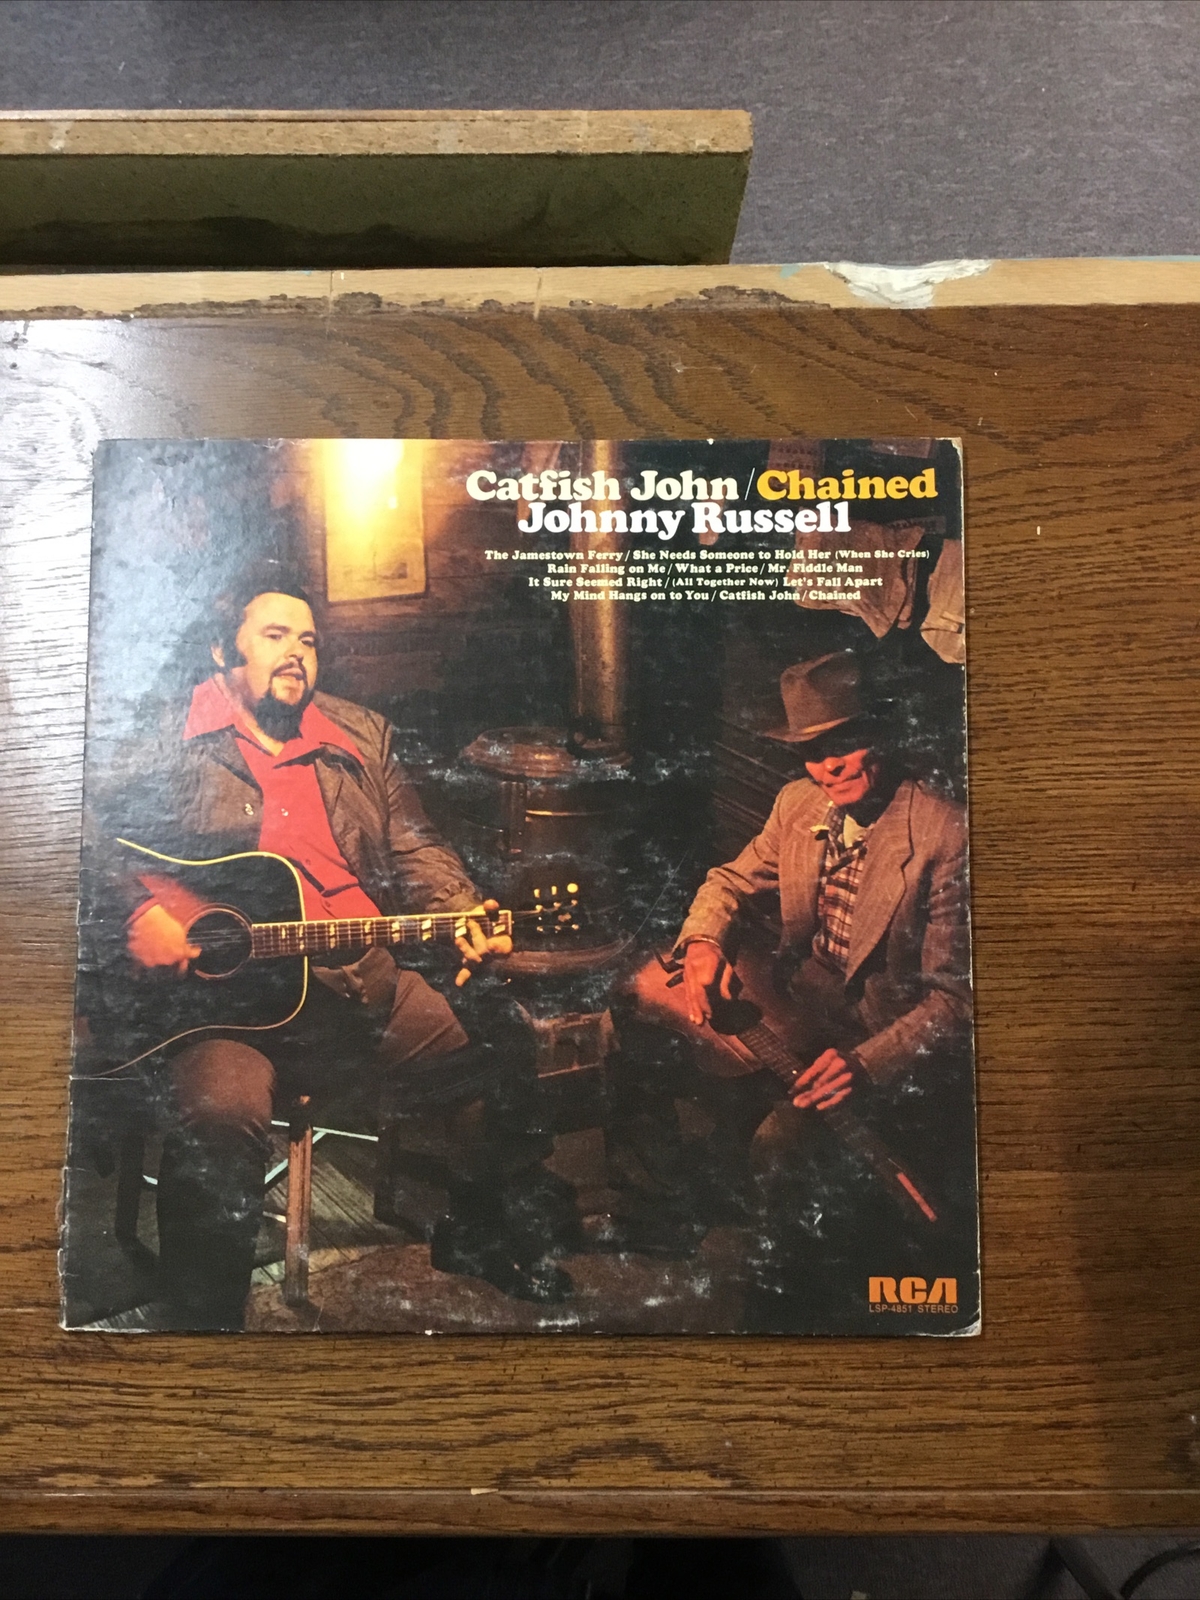 Catfish John/Chained
Johnny Russell
The Jamestown Ferry/She Needs Someone to Hold Her (When She Cries)
Rain Falling on Me/What a Price/Mr. Fiddle Man
It Sure Seemed Right/(All Together Now) Let's Fall Apart
My Mind Hangs on to You/Catfish John/Chained
RCA
LSP-4851 STEREO